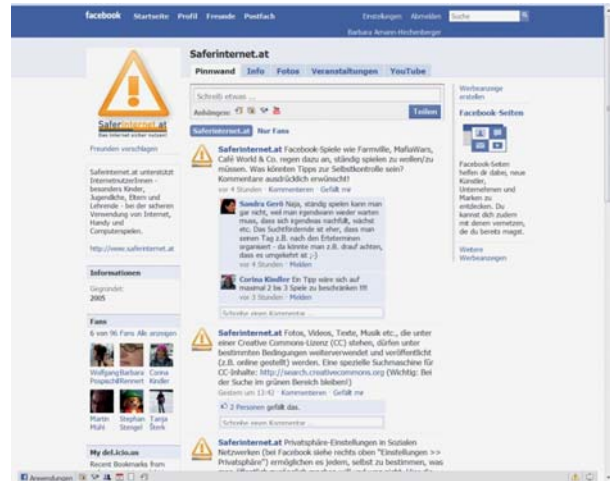 facebook Startseite Profil Freunde Postfach Einstellungen Abmelden Suche
Barbara Amann-Hechenberger
Saferinternet.at
Pinnwand Info Fotos Veranstaltungen YouTube
Schreib etwas ...
Anhängen: Teilen
Saferinternet.at Nur Fans
Saferinternet.at
Das Internet sicher nutzen!
Freunden vorschlagen
Saferinternet.at unterstützt
InternetnutzerInnen -
besonders Kinder,
Jugendliche, Eltern und
Lehrende - bei der sicheren
Verwendung von Internet,
Handy und
Computerspielen.
http://www.saferinternet.at
Informationen
Gegründet:
2005
Fans
6 von 96 Fans Alle anzeigen
Wolfgang Barbara Corina
Pospischil Rennert Kindler
Martin Stephan Tanja
Muhl Stengel Šterk
My del.icio.us
Recent Bookmarks from
Saferinternet.at Facebook-Spiele wie Farmville, MafiaWars,
Café World & Co. regen dazu an, ständig spielen zu wollen/zu
müssen. Was könnten Tipps zur Selbstkontrolle sein?
Kommentare ausdrücklich erwünscht!
vor 4 Stunden · Kommentieren · Gefällt mir
Sandra Gerö Naja, ständig spielen kann man
gar nicht, weil man irgendwann wieder warten
muss, dass sich irgendwas nachfüllt, wächst
etc. Das Suchtfördernde ist eher, dass man
seinen Tag z.B. nach den Erteterminen
organisiert - da könnte man z.B. drauf achten,
dass es umgekehrt ist ;-)
vor 4 Stunden · Melden
Corina Kindler Ein Tipp wäre sich auf
maximal 2 bis 3 Spiele zu beschränken !!!!
vor 3 Stunden · Melden
Schreibe einen Kommentar ...
Saferinternet.at Fotos, Videos, Texte, Musik etc., die unter
einer Creative Commons-Lizenz (CC) stehen, dürfen unter
bestimmten Bedingungen weiterverwendet und veröffentlicht
(z.B. online gestellt) werden. Eine spezielle Suchmaschine für
CC-Inhalte: http://search.creativecommons.org (Wichtig: Bei
der Suche im grünen Bereich bleiben!)
Gestern um 13:42 · Kommentieren · Gefällt mir
2 Personen gefällt das.
Schreibe einen Kommentar ...
Saferinternet.at Privatsphäre-Einstellungen in Sozialen
Netzwerken (bei Facebook siehe rechts oben "Einstellungen >>
Privatsphäre") ermöglichen es jedem, selbst zu bestimmen, was
Werbeanzeige
erstellen
Facebook-Seiten
Facebook-Seiten
helfen dir dabei, neue
Künstler,
Unternehmen und
Marken zu
entdecken. Du
kannst dich zudem
mit denen vernetzen,
die du bereits magst.
Weitere
Werbeanzeigen
Anwendungen